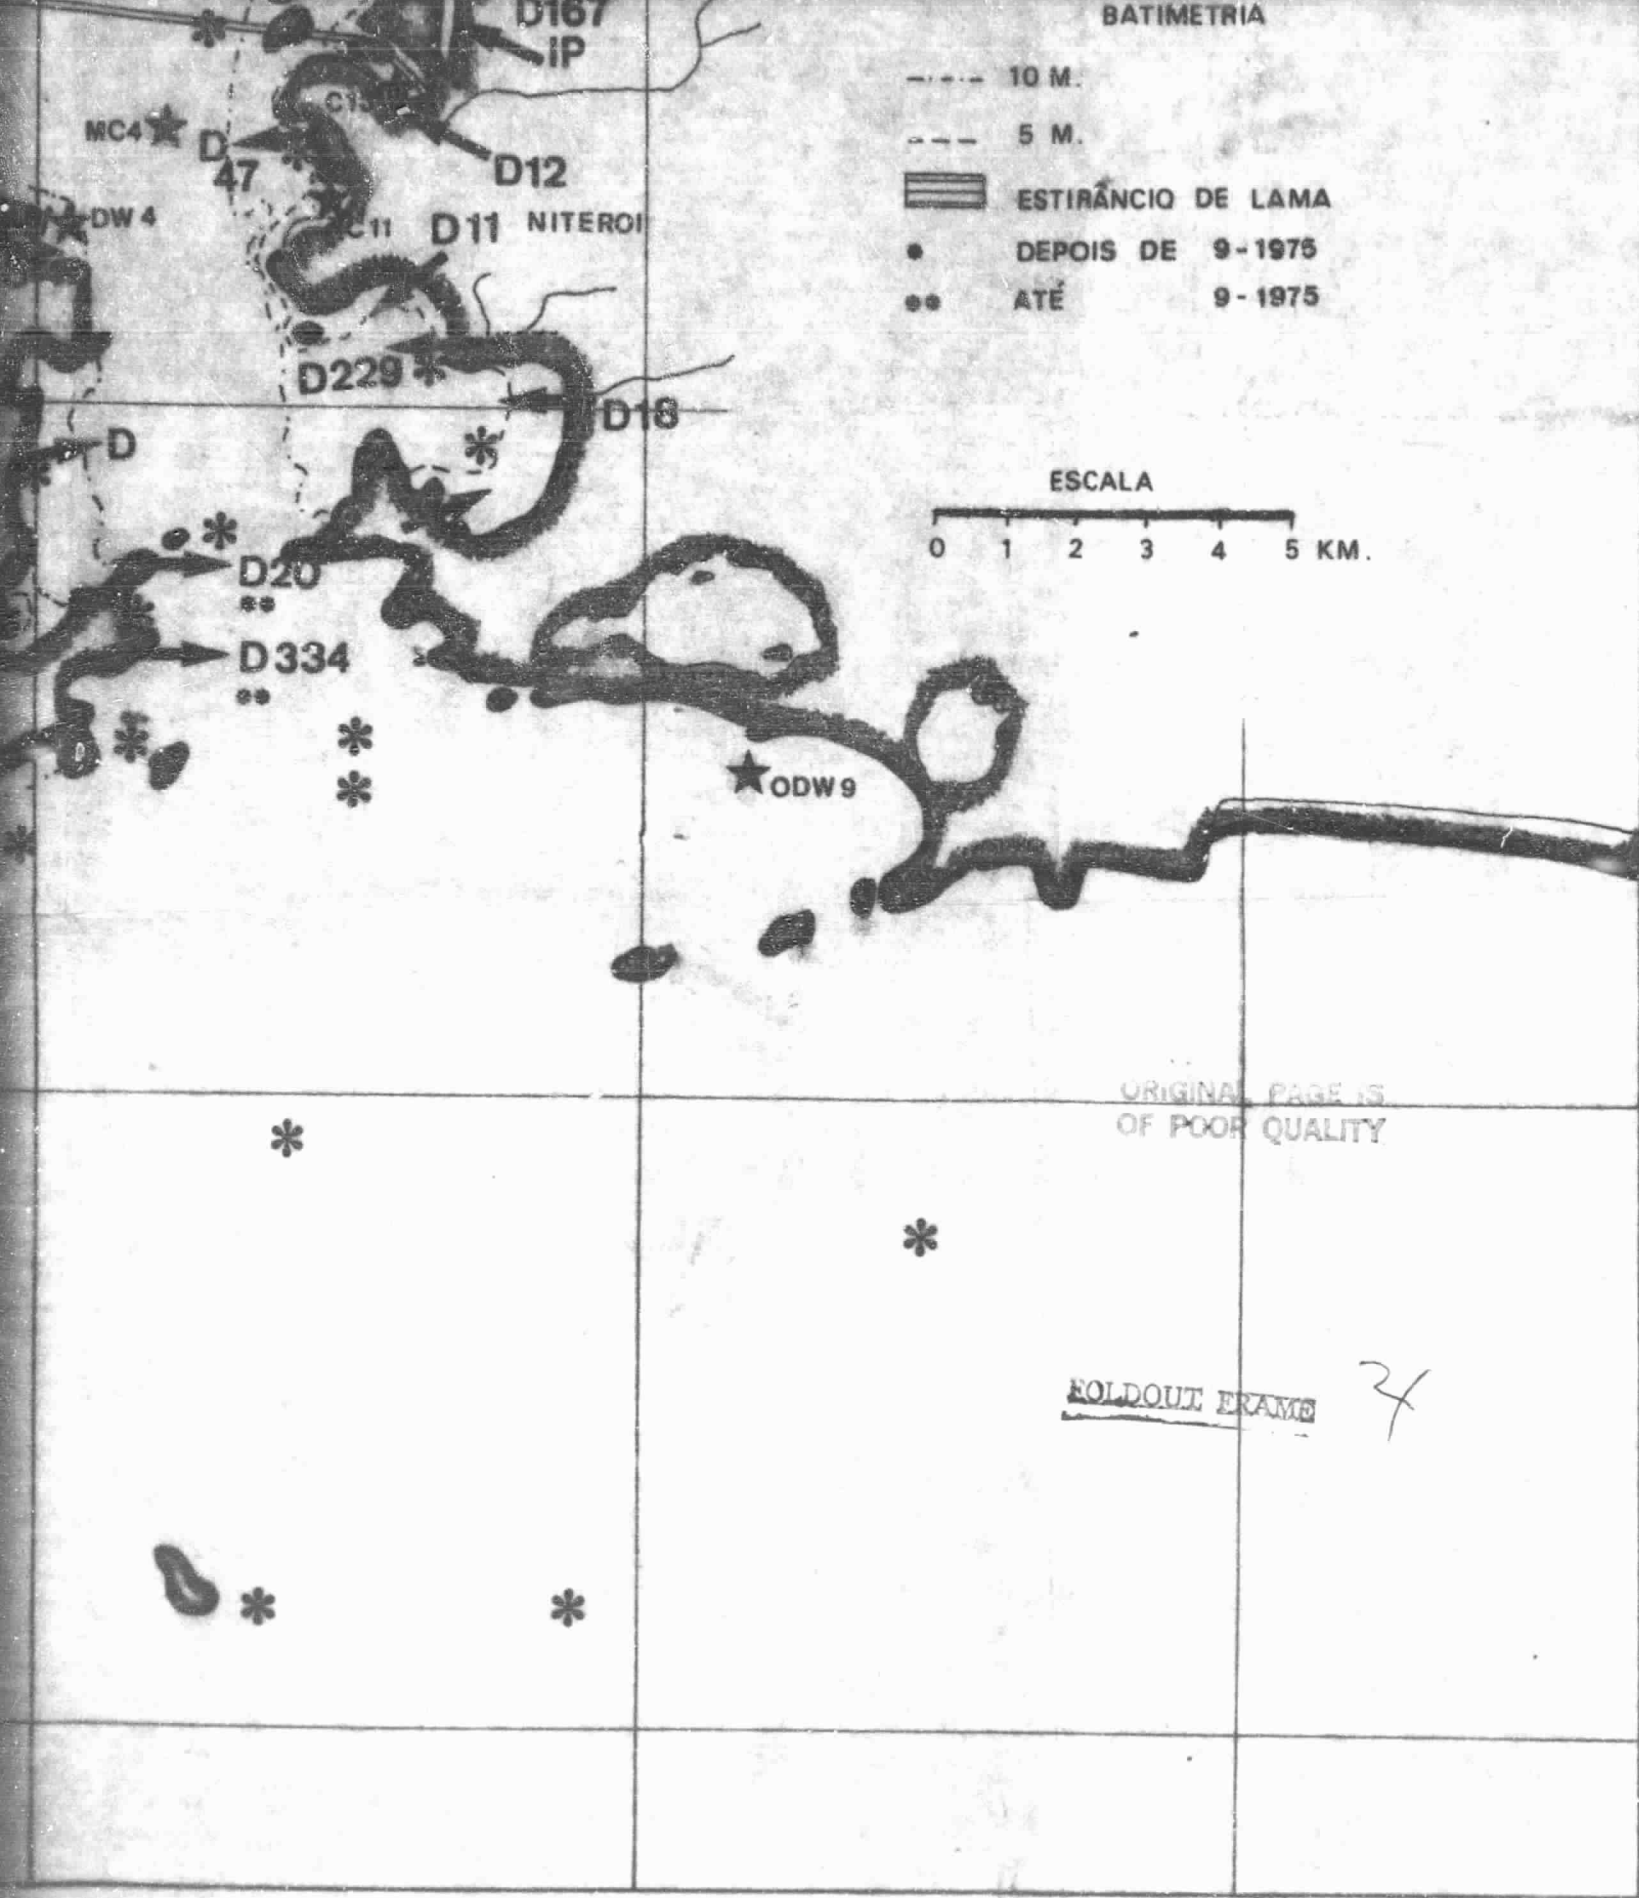 D167
iP
BATIMETRIA
10 M.
5 M.
ESTIRÂNCIO DE LAMA
DEPOIS DE 9-1975
ATÉ 9-1975
MC4
D
47
D12
DW 4
C11
D11
NITEROI
D229
D18
D
ESCALA
0 1 2 3 4 5 KM.
D20
D334
ODW 9
ORIGINAL PAGE IS
OF POOR QUALITY
FOLDOUT FRAME